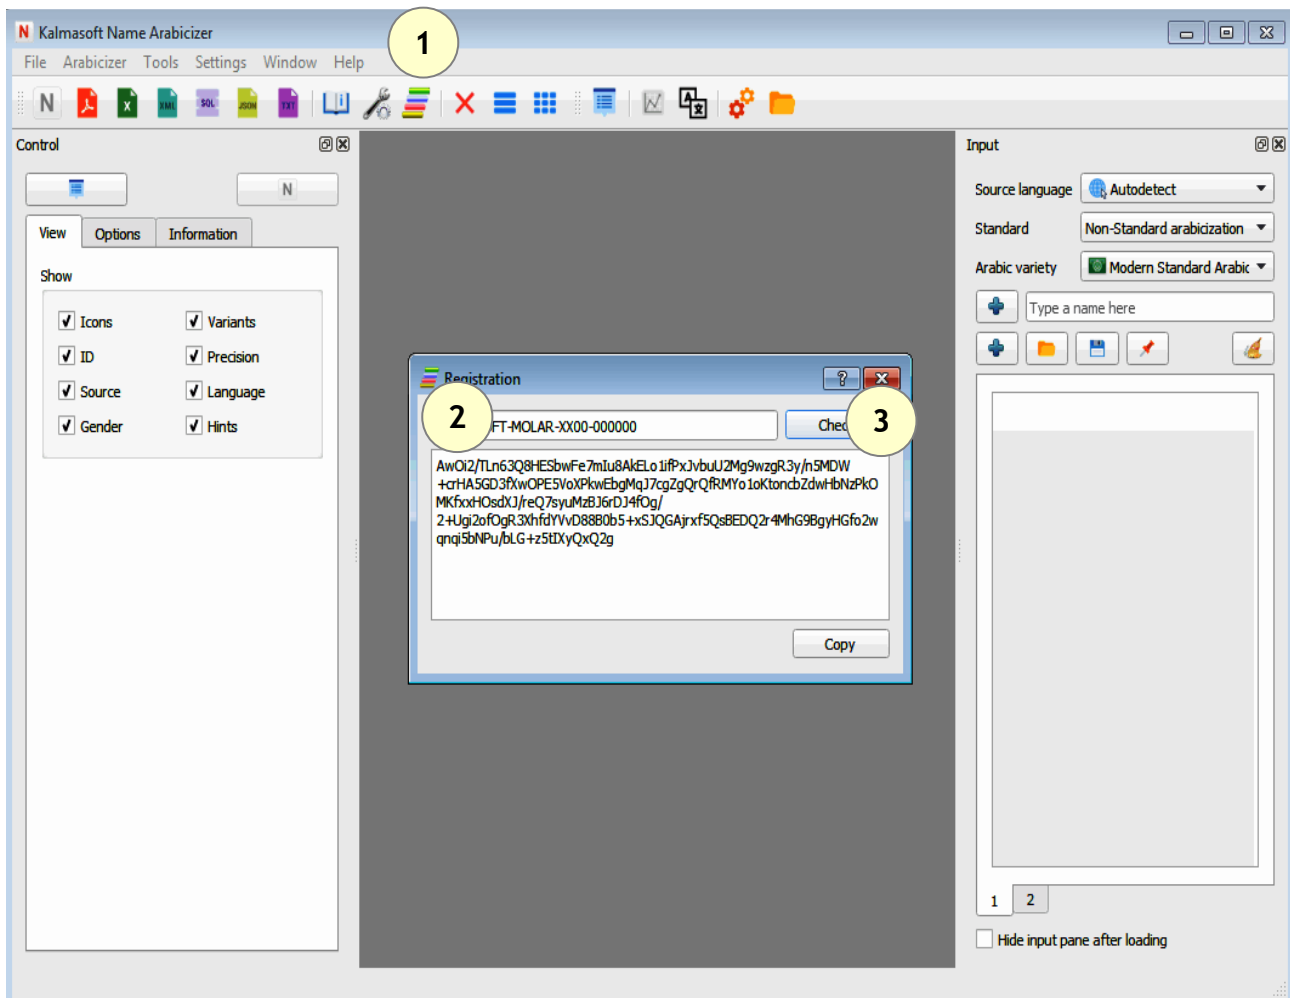 N Kalmasoft Name Arabicizer
File Arabicizer Tools Settings Window Help
1
N X XML SQL JSON TXT
Control
Input
N
View Options Information
Show
Icons Variants
ID Precision
Source Language
Gender Hints
Source language Autodetect
Standard Non-Standard arabicization
Arabic variety Modern Standard Arabic
Type a name here
Registration
2
FT-MOLAR-XX00-000000
3
AwOi2/TLn63Q8HESbwFe7mIu8AkELo1ifPxJvbuU2Mg9wzgR3y/n5MDW
+crHA5GD3fXwOPE5VoXPkwEbgMqJ7cgZgQrQfRMYo1oKtoncbZdwHbNzPkO
MKfxxHOsdXJ/reQ7syuMzBJ6rDJ4fOg/
2+Ugi2ofOgR3XhfdYVvD88B0b5+xSJQGAjrxf5QsBEDQ2r4MhG9BgyHGfo2w
qnqi5bNPu/bLG+z5tIXyQxQ2g
Copy
1 2
Hide input pane after loading